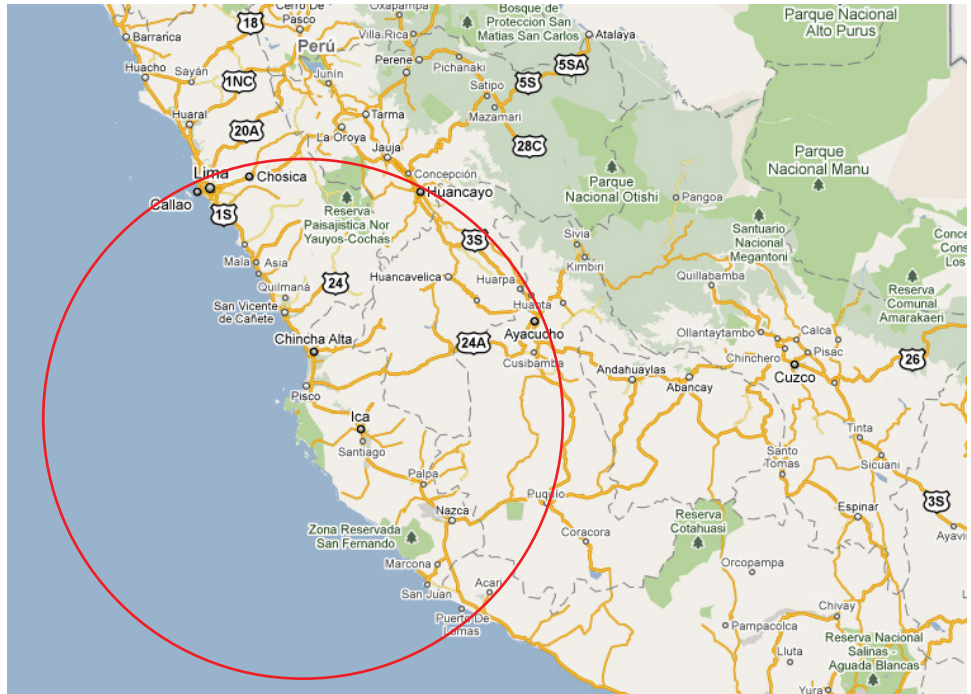 18
Cerro De
Pasco
Oxapampa
Bosque de
Proteccion San
Matias San Carlos
Atalaya
Parque Nacional
Alto Purus
Barrarica
Perú
Villa Rica
Perene
Pichanaki
5SA
5S
Huacho
Sayán
1NC
Junín
Satipo
Mazamari
Huaral
20A
Tarma
La Oroya
Jauja
28C
Parque
Nacional Manu
Concepción
Lima
Chosica
Callao
1S
Huancayo
Parque
Nacional Otishi
Pangoa
Reserva
Paisajistica Nor
Yauyos-Cochas
3S
Sivia
Kimbiri
Santuario
Nacional
Megantoni
Mala
Asia
Quilmaná
24
Huancavelica
Huarpa
Huanta
Quillabamba
Reserva
Comunal
Amarakaeri
San Vicente
de Cañete
Chincha Alta
24A
Ayacucho
Cusibamba
Ollantaytambo
Calca
Chinchero
Pisac
26
Cuzco
Andahuaylas
Abancay
Pisco
Ica
Santiago
Tinta
Sicuani
Santo
Tomas
Palpa
Puquio
Nazca
Espinar
3S
Zona Reservada
San Fernando
Coracora
Reserva
Cotahuasi
Marcona
San Juan
Acari
Orcopampa
Puerto De
Lomas
Chivay
Pampacolca
Lluta
Reserva Nacional
Salinas -
Aguada Blancas
Yura